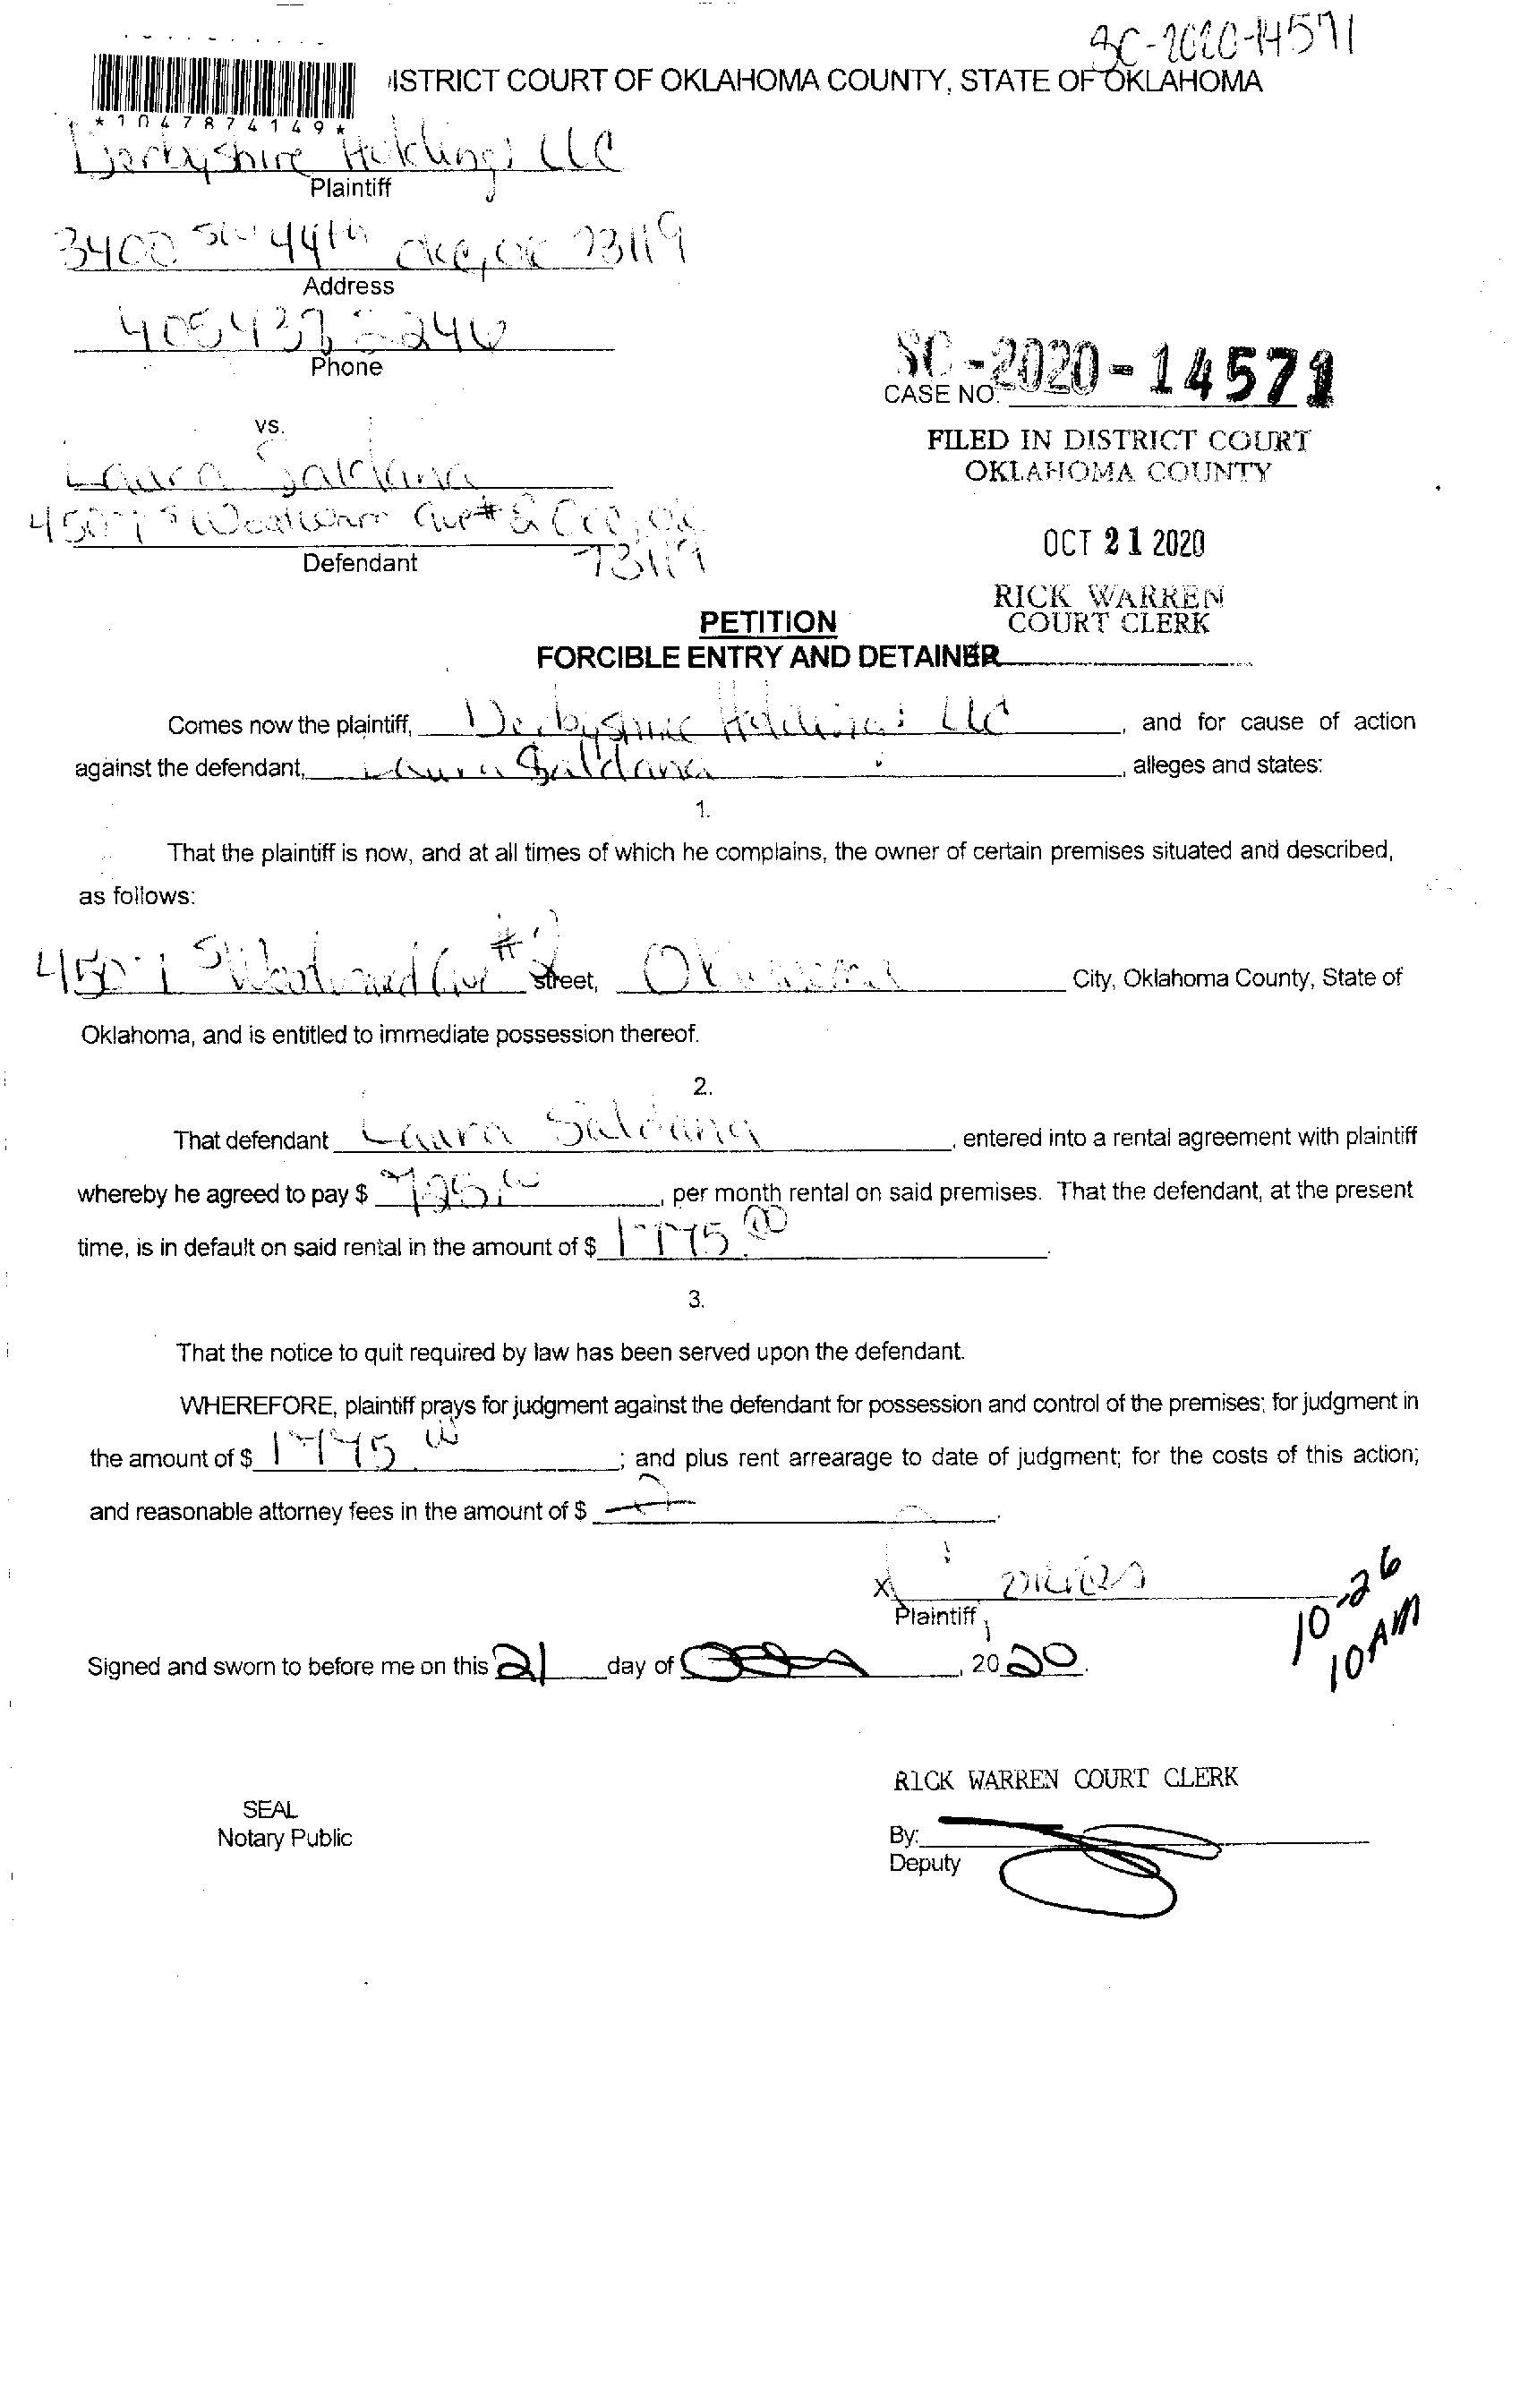 SC-2020-14571
ISTRICT COURT OF OKLAHOMA COUNTY, STATE OF OKLAHOMA
*1047874149*
Derbyshire Holdings LLC
Plaintiff
3400 SW 44th OKC, OK 73119
Address
Phone
SC-2020-14571
CASE NO.
vs.
FILED IN DISTRICT COURT
OKLAHOMA COUNTY
Laura Saldana
Ave # OK
73119
Defendant
OCT 21 2020
RICK WARREN
COURT CLERK
PETITION
FORCIBLE ENTRY AND DETAINER
Comes now the plaintiff, Derbyshire Holdings LLC, and for cause of action
against the defendant, Laura Saldana, alleges and states:
1.
That the plaintiff is now, and at all times of which he complains, the owner of certain premises situated and described,
as follows:
Ave # street, Oklahoma City, Oklahoma County, State of
Oklahoma, and is entitled to immediate possession thereof.
2.
That defendant Laura Saldana, entered into a rental agreement with plaintiff
whereby he agreed to pay $ , per month rental on said premises. That the defendant, at the present
time, is in default on said rental in the amount of $ 1775.00.
3.
That the notice to quit required by law has been served upon the defendant.
WHEREFORE, plaintiff prays for judgment against the defendant for possession and control of the premises; for judgment in
the amount of $ 1775.00; and plus rent arrearage to date of judgment; for the costs of this action;
and reasonable attorney fees in the amount of $ .
X
Plaintiff
10-26
10AM
Signed and sworn to before me on this 21 day of , 2020.
RICK WARREN COURT CLERK
SEAL
Notary Public
By:
Deputy